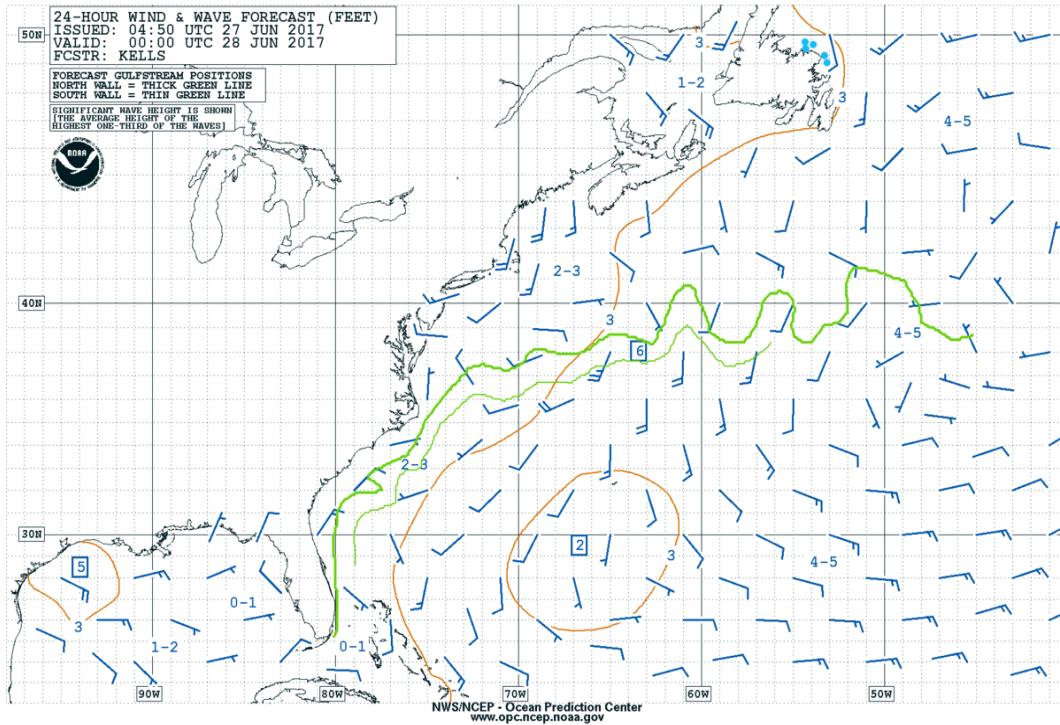 24-HOUR WIND & WAVE FORECAST (FEET)
ISSUED: 04:50 UTC 27 JUN 2017
VALID: 00:00 UTC 28 JUN 2017
FCSTR: KELLS
FORECAST GULFSTREAM POSITIONS
NORTH WALL = THICK GREEN LINE
SOUTH WALL = THIN GREEN LINE
SIGNIFICANT WAVE HEIGHT IS SHOWN
[THE AVERAGE HEIGHT OF THE
HIGHEST ONE-THIRD OF THE WAVES]
NOAA
50N
3
1-2
3
4-5
2-3
40N
3
6
4-5
2-3
30N
5
2
3
4-5
0-1
3
1-2
0-1
90W
80W
70W
60W
50W
NWS/NCEP - Ocean Prediction Center
www.opc.ncep.noaa.gov